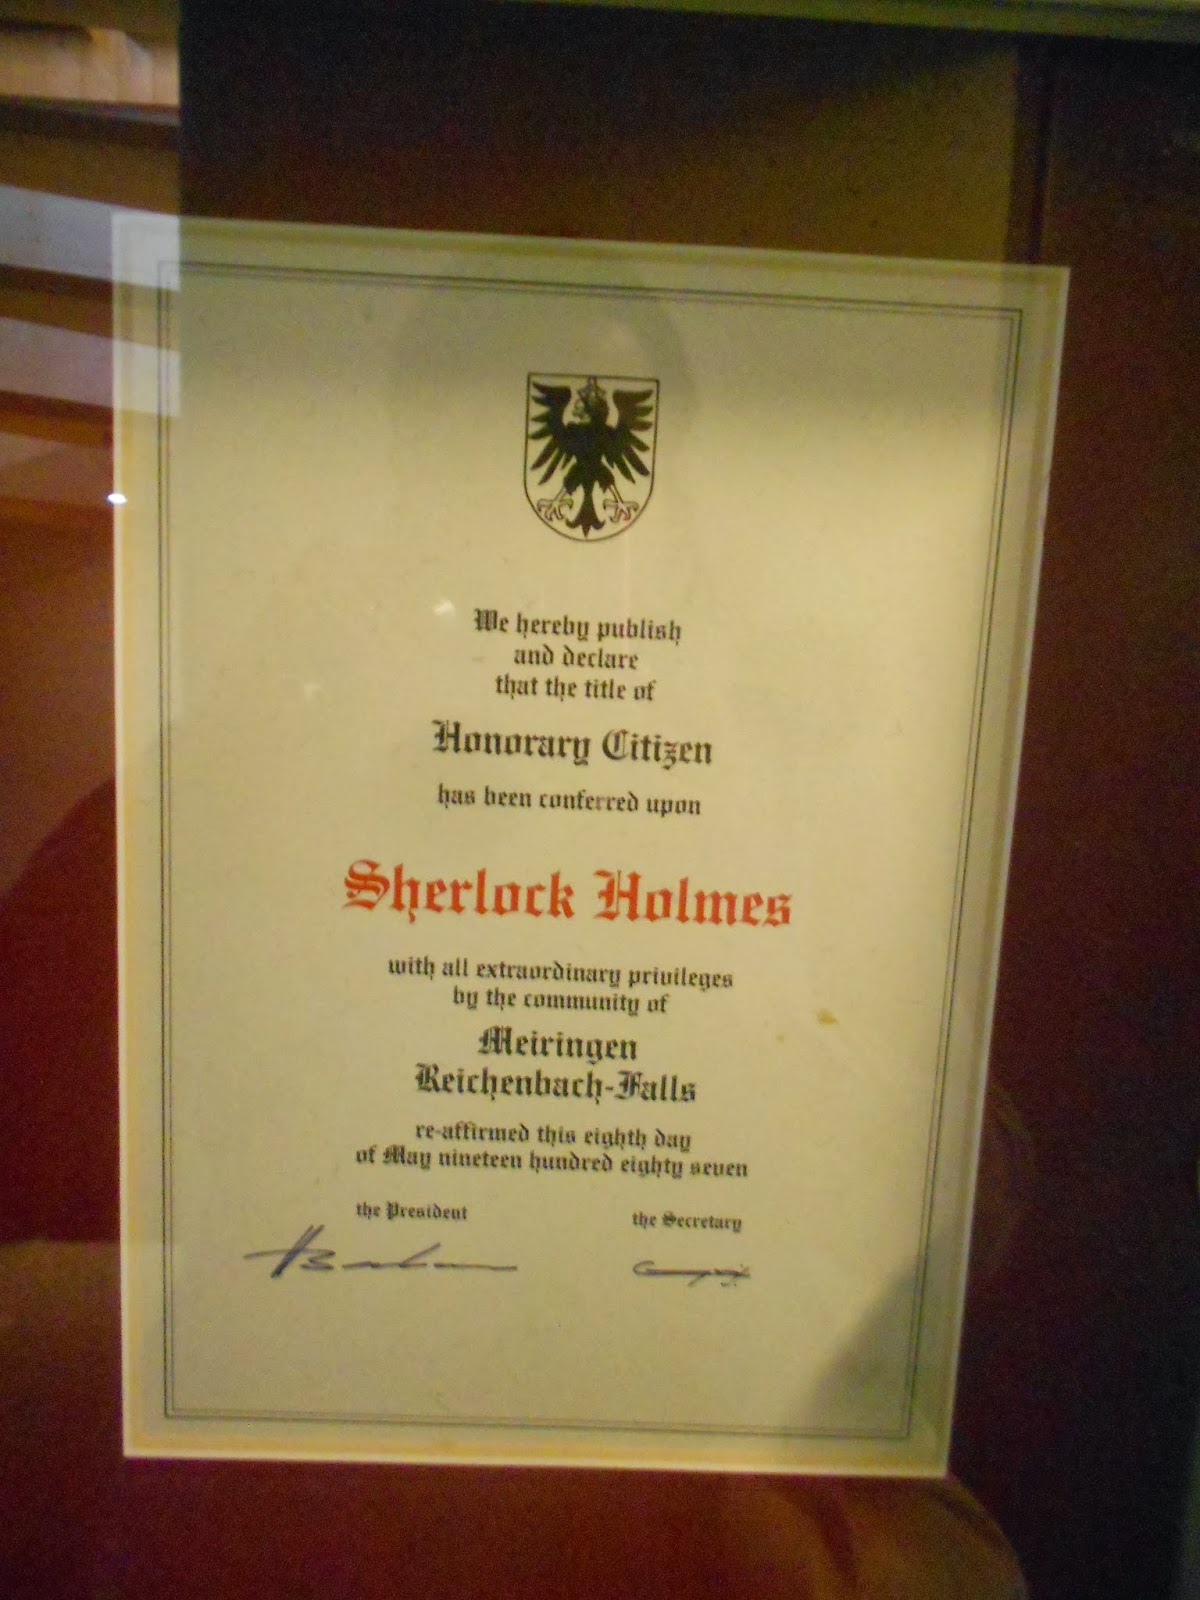 We hereby publish
and declare
that the title of
Honorary Citizen
has been conferred upon
Sherlock Holmes
with all extraordinary privileges
by the community of
Meiringen
Reichenbach-Falls
re-affirmed this eighth day
of May nineteen hundred eighty seven
the President the Secretary